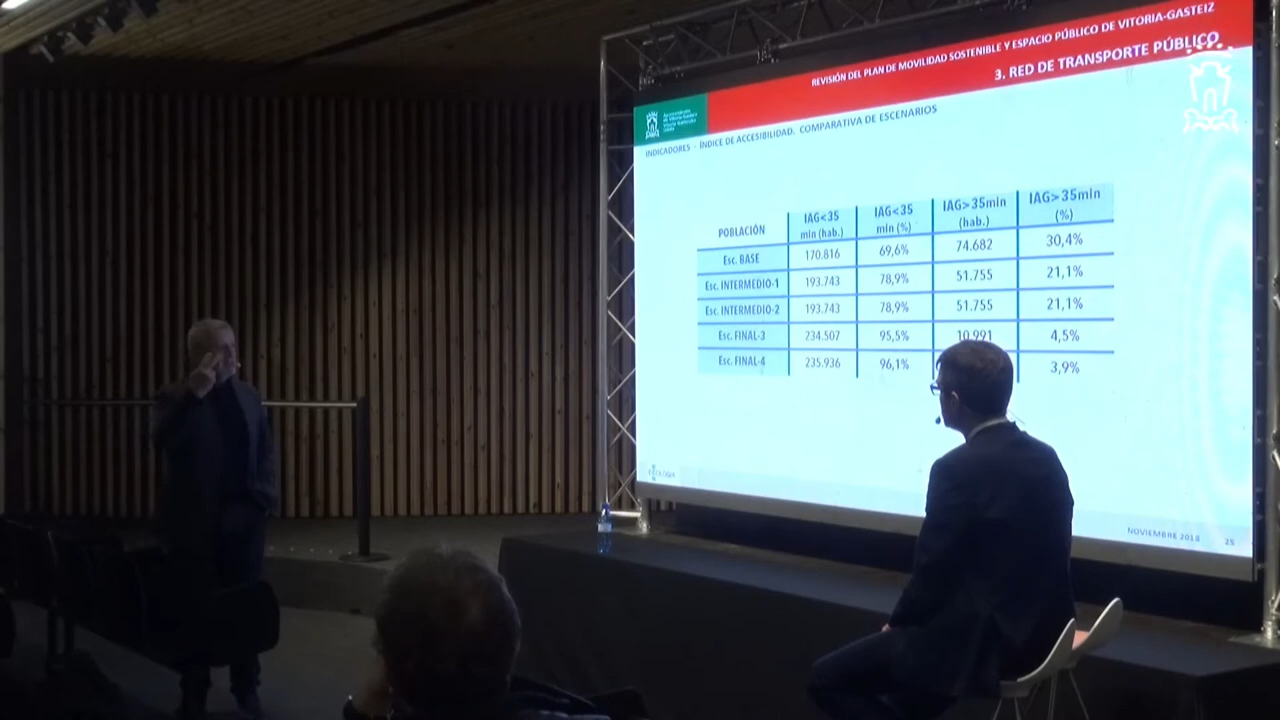 REVISIÓN DEL PLAN DE MOVILIDAD SOSTENIBLE Y ESPACIO PÚBLICO DE VITORIA-GASTEIZ
3. RED DE TRANSPORTE PÚBLICO
INDICADORES - ÍNDICE DE ACCESIBILIDAD. COMPARATIVA DE ESCENARIOS
POBLACIÓN IAG<35 min (hab.) IAG<35 min (%) IAG>35min (hab.) IAG>35min (%)
Esc. BASE 170.816 69,6% 74.682 30,4%
Esc. INTERMEDIO-1 193.743 78,9% 51.755 21,1%
Esc. INTERMEDIO-2 193.743 78,9% 51.755 21,1%
Esc. FINAL-3 234.507 95,5% 10.991 4,5%
Esc. FINAL-4 235.936 96,1% 3,9%
NOVIEMBRE 2018 25